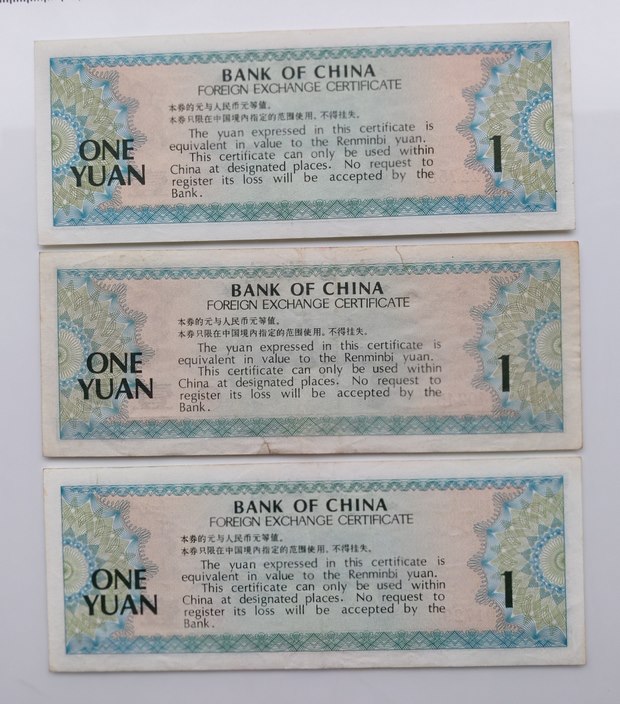 BANK OF CHINA
FOREIGN EXCHANGE CERTIFICATE
本券的元与人民币元等值。
本券只限在中国境内指定的范围使用,不得挂失。
The yuan expressed in this certificate is
equivalent in value to the Renminbi yuan.
This certificate can only be used within
China at designated places. No request to
register its loss will be accepted by the
Bank.
ONE
YUAN
1
BANK OF CHINA
FOREIGN EXCHANGE CERTIFICATE
本券的元与人民币元等值。
本券只限在中国境内指定的范围使用,不得挂失。
The yuan expressed in this certificate is
equivalent in value to the Renminbi yuan.
This certificate can only be used within
China at designated places. No request to
register its loss will be accepted by the
Bank.
ONE
YUAN
1
BANK OF CHINA
FOREIGN EXCHANGE CERTIFICATE
本券的元与人民币元等值。
本券只限在中国境内指定的范围使用,不得挂失。
The yuan expressed in this certificate is
equivalent in value to the Renminbi yuan.
This certificate can only be used within
China at designated places. No request to
register its loss will be accepted by the
Bank.
ONE
YUAN
1